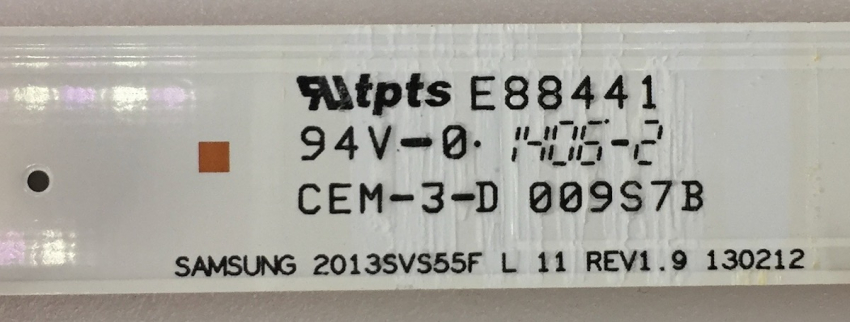 tpts E88441
94V-0· 1406-2
CEM-3-D 009S7B
SAMSUNG 2013SVS55F L 11 REV1.9 130212